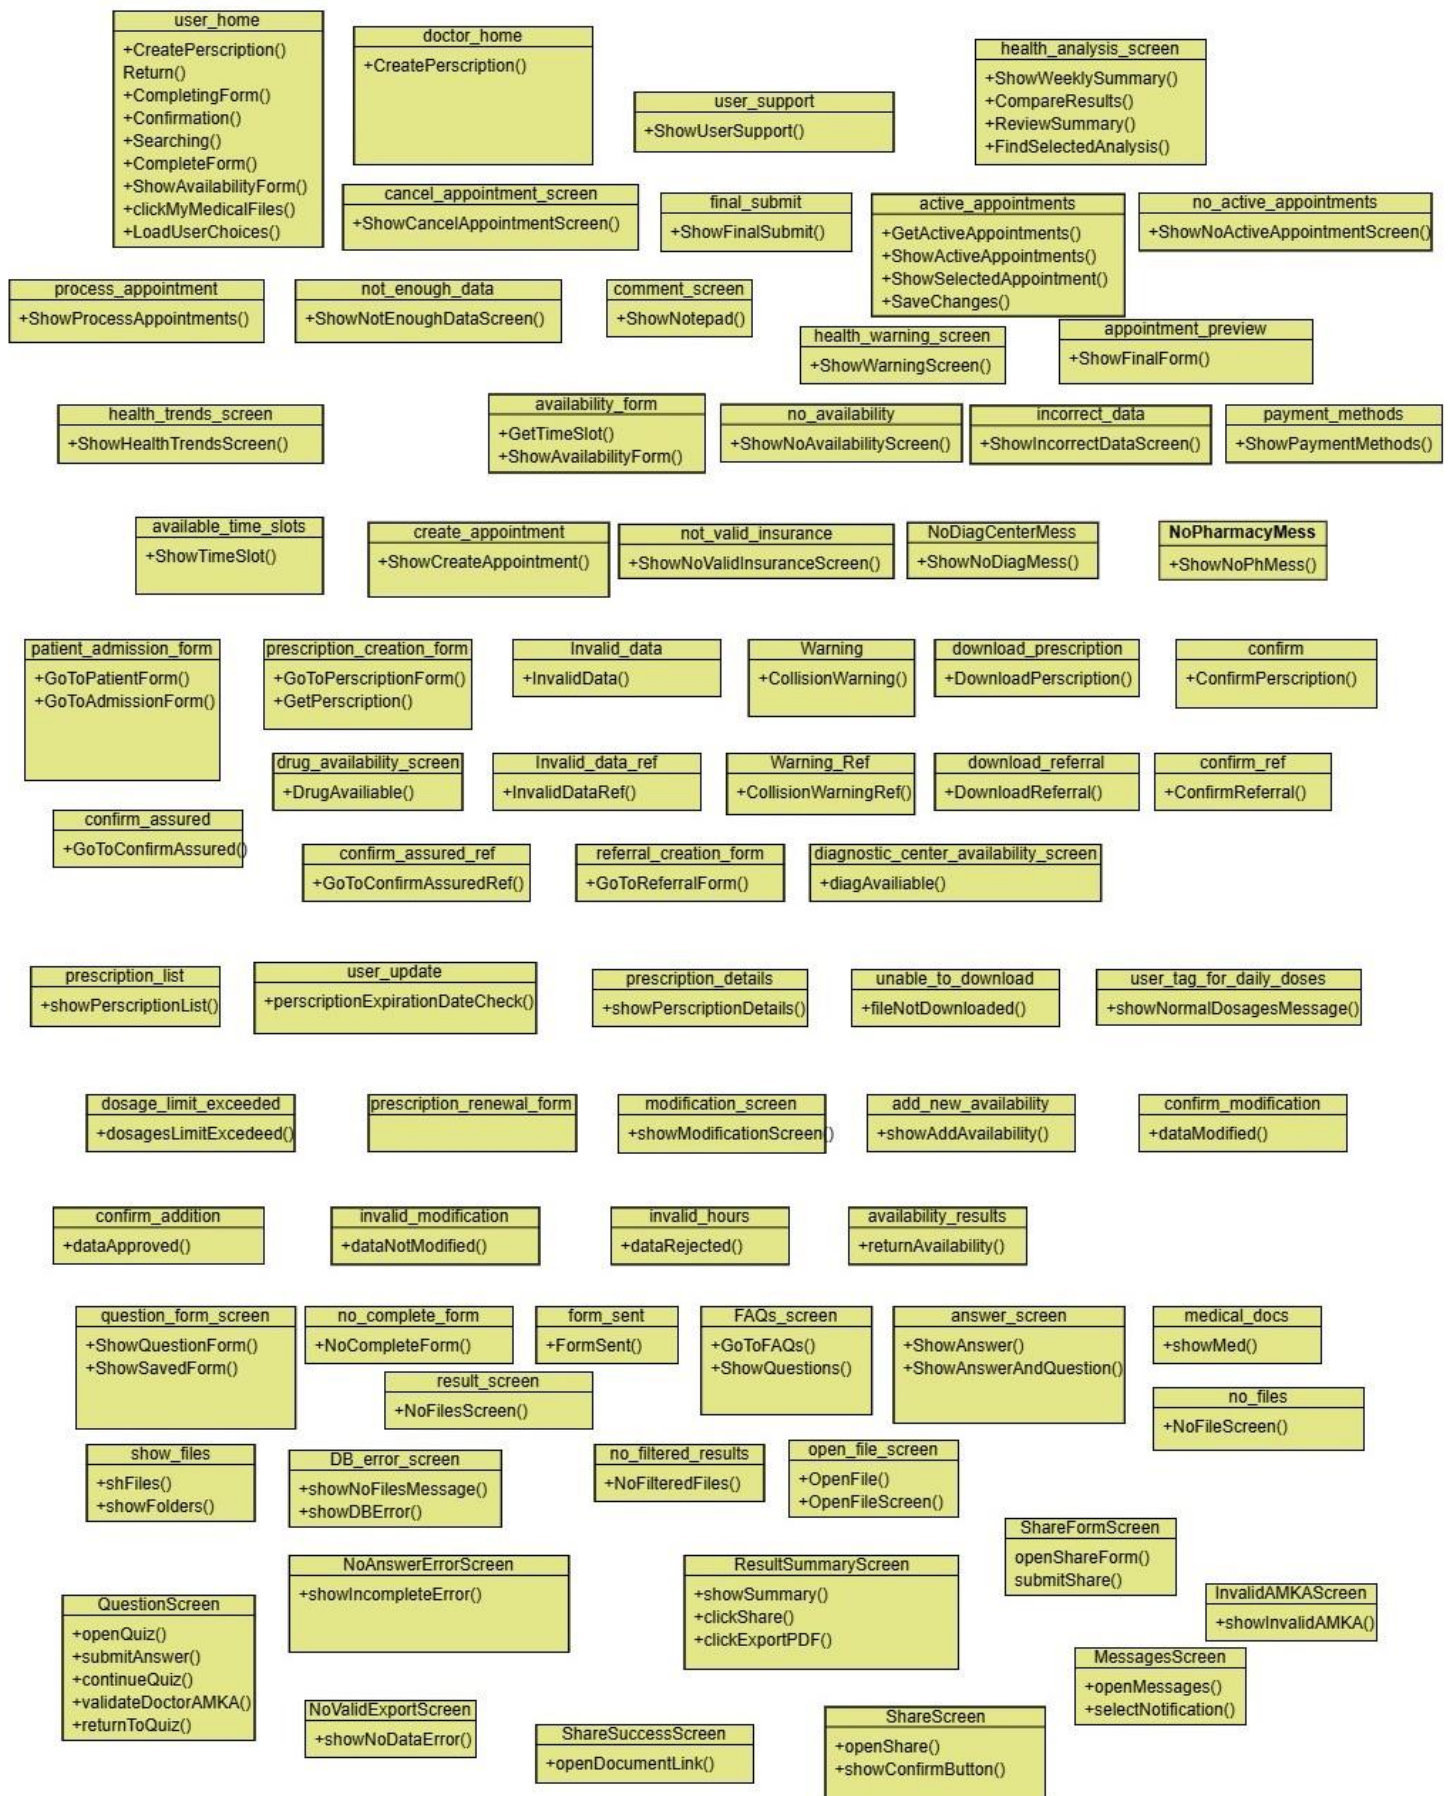 user_home
+CreatePerscription()
Return()
+CompletingForm()
+Confirmation()
+Searching()
+CompleteForm()
+ShowAvailabilityForm()
+clickMyMedicalFiles()
+LoadUserChoices()
doctor_home
+CreatePerscription()
user_support
+ShowUserSupport()
health_analysis_screen
+ShowWeeklySummary()
+CompareResults()
+ReviewSummary()
+FindSelectedAnalysis()
cancel_appointment_screen
+ShowCancelAppointmentScreen()
final_submit
+ShowFinalSubmit()
active_appointments
+GetActiveAppointments()
+ShowActiveAppointments()
+ShowSelectedAppointment()
+SaveChanges()
no_active_appointments
+ShowNoActiveAppointmentScreen()
process_appointment
+ShowProcessAppointments()
not_enough_data
+ShowNotEnoughDataScreen()
comment_screen
+ShowNotepad()
health_warning_screen
+ShowWarningScreen()
appointment_preview
+ShowFinalForm()
health_trends_screen
+ShowHealthTrendsScreen()
availability_form
+GetTimeSlot()
+ShowAvailabilityForm()
no_availability
+ShowNoAvailabilityScreen()
incorrect_data
+ShowIncorrectDataScreen()
payment_methods
+ShowPaymentMethods()
available_time_slots
+ShowTimeSlot()
create_appointment
+ShowCreateAppointment()
not_valid_insurance
+ShowNoValidInsuranceScreen()
NoDiagCenterMess
+ShowNoDiagMess()
NoPharmacyMess
+ShowNoPhMess()
patient_admission_form
+GoToPatientForm()
+GoToAdmissionForm()
prescription_creation_form
+GoToPerscriptionForm()
+GetPerscription()
Invalid_data
+InvalidData()
Warning
+CollisionWarning()
download_prescription
+DownloadPerscription()
confirm
+ConfirmPerscription()
drug_availability_screen
+DrugAvailiable()
Invalid_data_ref
+InvalidDataRef()
Warning_Ref
+CollisionWarningRef()
download_referral
+DownloadReferral()
confirm_ref
+ConfirmReferral()
confirm_assured
+GoToConfirmAssured()
confirm_assured_ref
+GoToConfirmAssuredRef()
referral_creation_form
+GoToReferralForm()
diagnostic_center_availability_screen
+diagAvailiable()
prescription_list
+showPerscriptionList()
user_update
+perscriptionExpirationDateCheck()
prescription_details
+showPerscriptionDetails()
unable_to_download
+fileNotDownloaded()
user_tag_for_daily_doses
+showNormalDosagesMessage()
dosage_limit_exceeded
+dosagesLimitExcedeed()
prescription_renewal_form
modification_screen
+showModificationScreen()
add_new_availability
+showAddAvailability()
confirm_modification
+dataModified()
confirm_addition
+dataApproved()
invalid_modification
+dataNotModified()
invalid_hours
+dataRejected()
availability_results
+returnAvailability()
question_form_screen
+ShowQuestionForm()
+ShowSavedForm()
no_complete_form
+NoCompleteForm()
form_sent
+FormSent()
FAQs_screen
+GoToFAQs()
+ShowQuestions()
answer_screen
+ShowAnswer()
+ShowAnswerAndQuestion()
medical_docs
+showMed()
result_screen
+NoFilesScreen()
no_files
+NoFileScreen()
show_files
+shFiles()
+showFolders()
DB_error_screen
+showNoFilesMessage()
+showDBError()
no_filtered_results
+NoFilteredFiles()
open_file_screen
+OpenFile()
+OpenFileScreen()
ShareFormScreen
openShareForm()
submitShare()
NoAnswerErrorScreen
+showIncompleteError()
ResultSummaryScreen
+showSummary()
+clickShare()
+clickExportPDF()
InvalidAMKAScreen
+showInvalidAMKA()
QuestionScreen
+openQuiz()
+submitAnswer()
+continueQuiz()
+validateDoctorAMKA()
+returnToQuiz()
MessagesScreen
+openMessages()
+selectNotification()
NoValidExportScreen
+showNoDataError()
ShareSuccessScreen
+openDocumentLink()
ShareScreen
+openShare()
+showConfirmButton()